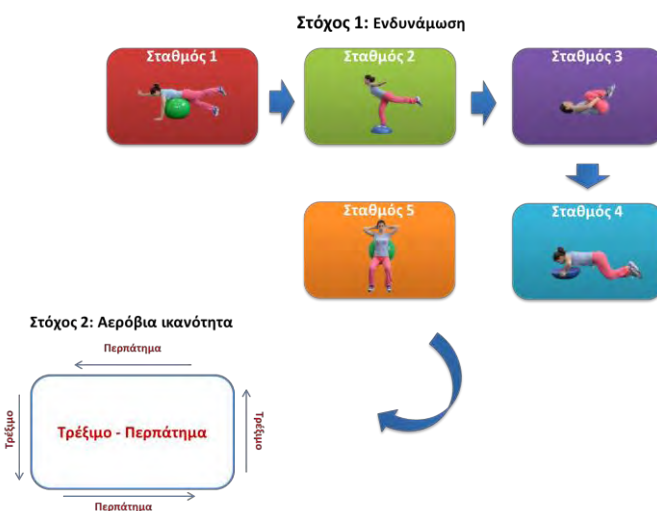 Στόχος 1: Ενδυνάμωση
Σταθμός 1
Σταθμός 2
Σταθμός 3
Σταθμός 5
Σταθμός 4
Στόχος 2: Αερόβια ικανότητα
Περπάτημα
Τρέξιμο
Τρέξιμο - Περπάτημα
Τρέξιμο
Περπάτημα